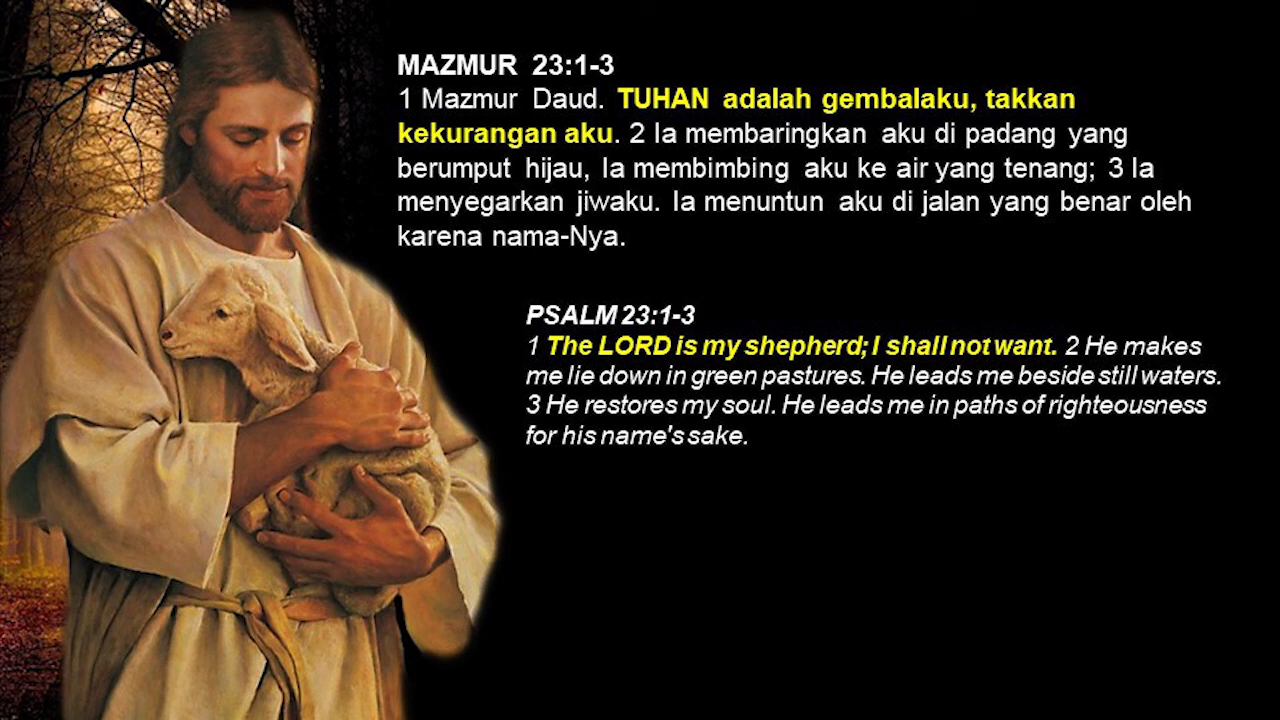 MAZMUR 23:1-3
1 Mazmur Daud. TUHAN adalah gembalaku, takkan
kekurangan aku. 2 Ia membaringkan aku di padang yang
berumput hijau, Ia membimbing aku ke air yang tenang; 3 Ia
menyegarkan jiwaku. Ia menuntun aku di jalan yang benar oleh
karena nama-Nya.
PSALM 23:1-3
1 The LORD is my shepherd; I shall not want. 2 He makes
me lie down in green pastures. He leads me beside still waters.
3 He restores my soul. He leads me in paths of righteousness
for his name's sake.